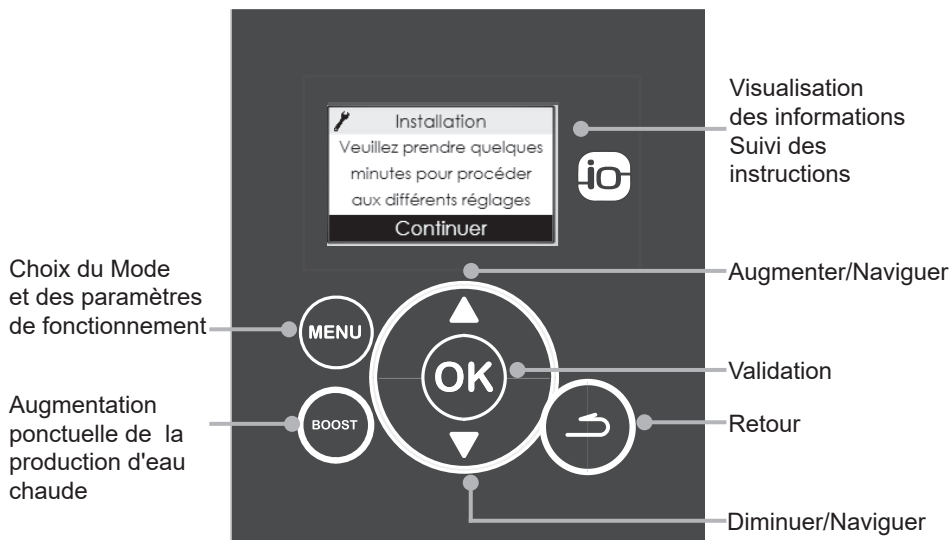 Installation
Veuillez prendre quelques
minutes pour procéder
aux différents réglages
Continuer
io
Visualisation
des informations
Suivi des
instructions
Choix du Mode
et des paramètres
de fonctionnement
MENU
Augmenter/Naviguer
OK
Validation
Augmentation
ponctuelle de la
production d'eau
chaude
BOOST
Retour
Diminuer/Naviguer